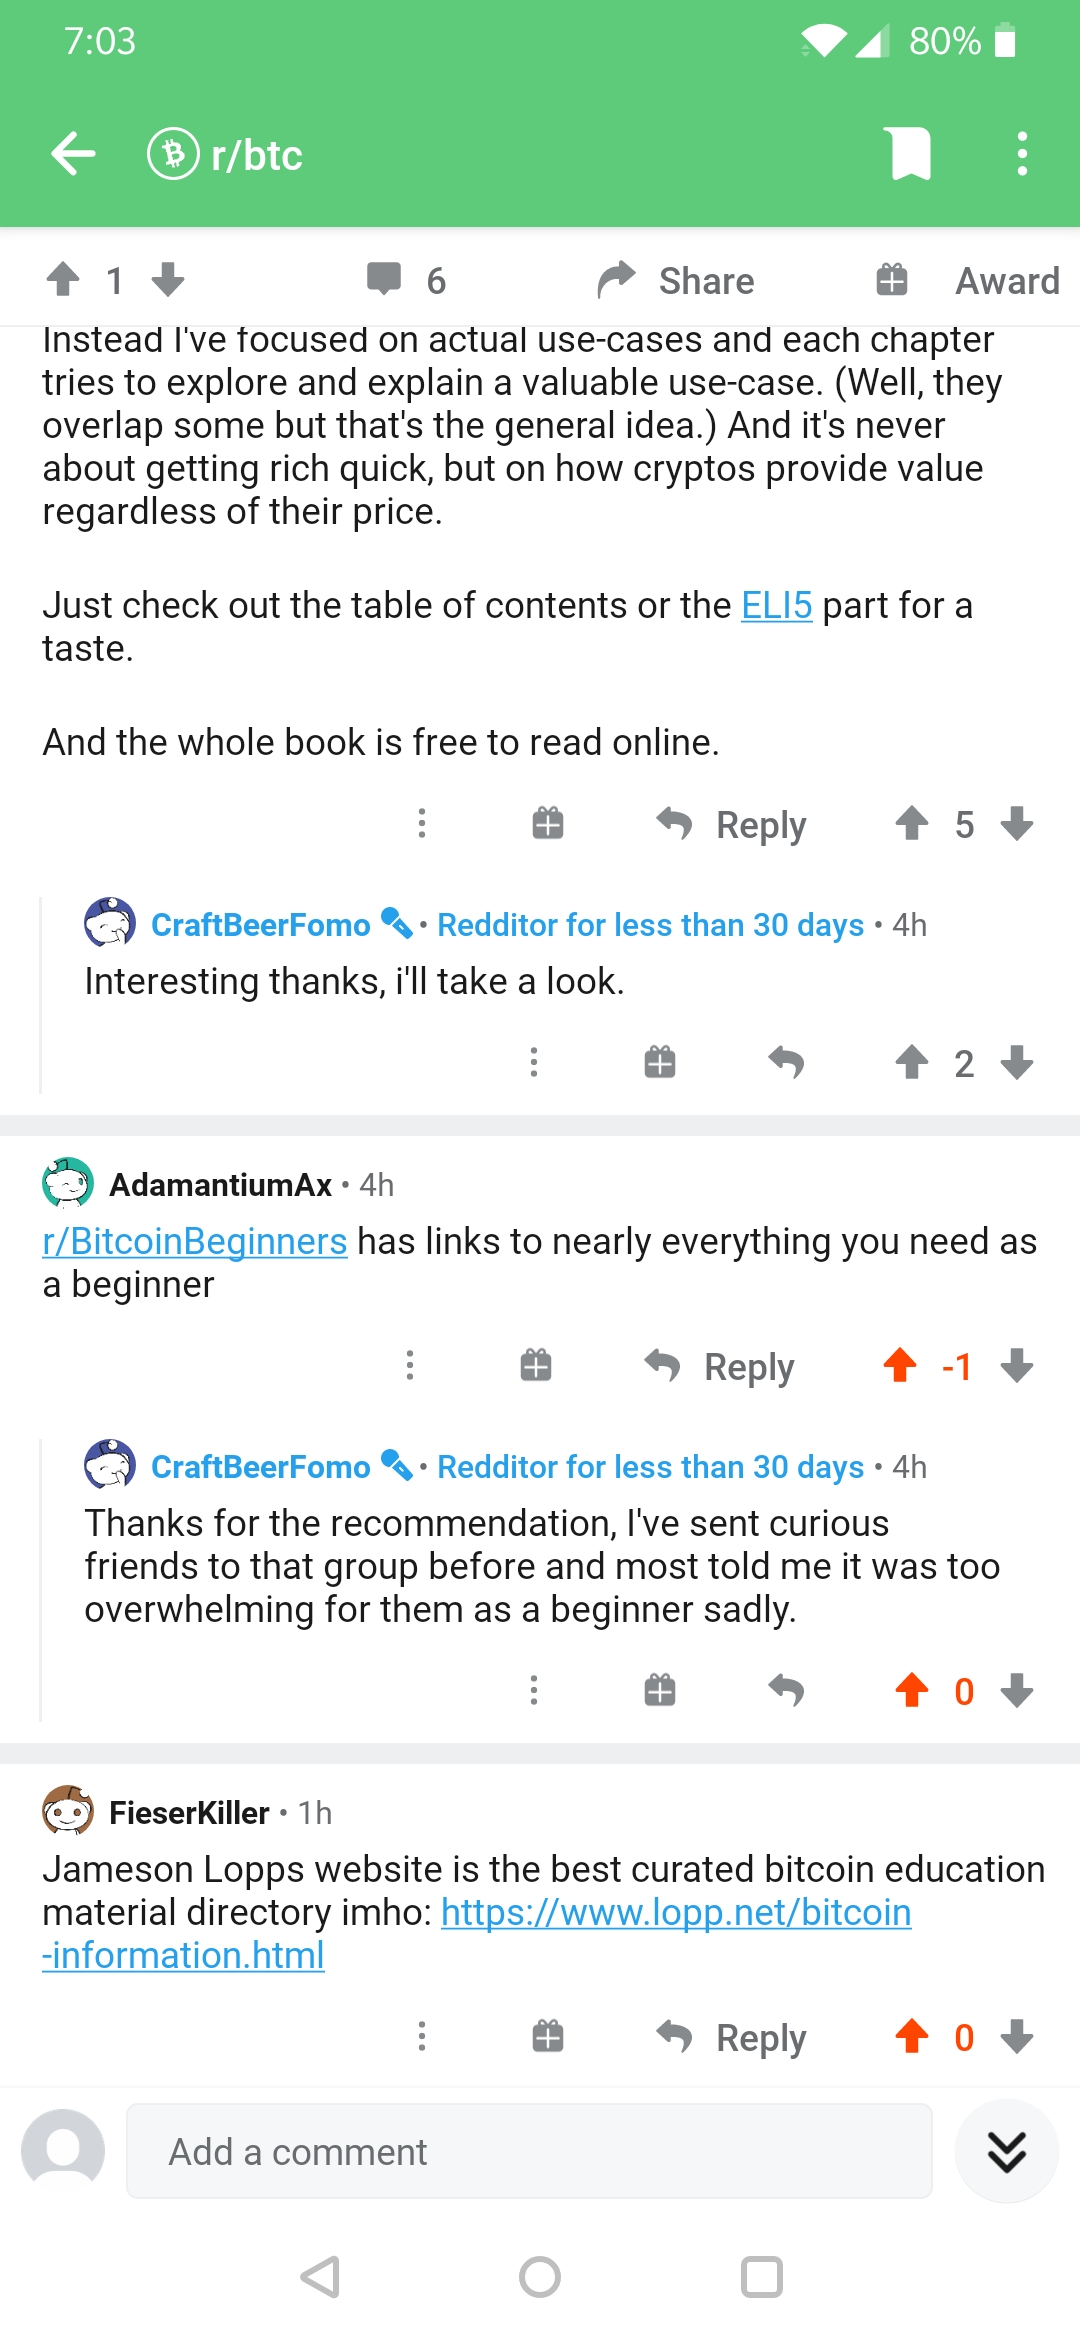 7:03
80%
r/btc
1
6
Share
Award
Instead I've focused on actual use-cases and each chapter
tries to explore and explain a valuable use-case. (Well, they
overlap some but that's the general idea.) And it's never
about getting rich quick, but on how cryptos provide value
regardless of their price.
Just check out the table of contents or the ELI5 part for a
taste.
And the whole book is free to read online.
Reply
5
CraftBeerFomo • Redditor for less than 30 days • 4h
Interesting thanks, i'll take a look.
2
AdamantiumAx • 4h
r/BitcoinBeginners has links to nearly everything you need as
a beginner
Reply
-1
CraftBeerFomo • Redditor for less than 30 days • 4h
Thanks for the recommendation, I've sent curious
friends to that group before and most told me it was too
overwhelming for them as a beginner sadly.
0
FieserKiller • 1h
Jameson Lopps website is the best curated bitcoin education
material directory imho: https://www.lopp.net/bitcoin
-information.html
Reply
0
Add a comment